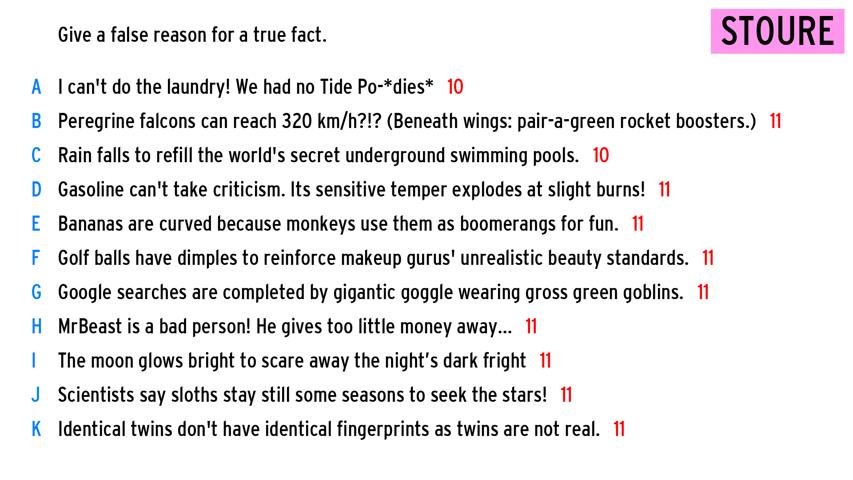 Give a false reason for a true fact.
STOURE
A I can't do the laundry! We had no Tide Po-*dies* 10
B Peregrine falcons can reach 320 km/h?!? (Beneath wings: pair-a-green rocket boosters.) 11
C Rain falls to refill the world's secret underground swimming pools. 10
D Gasoline can't take criticism. Its sensitive temper explodes at slight burns! 11
E Bananas are curved because monkeys use them as boomerangs for fun. 11
F Golf balls have dimples to reinforce makeup gurus' unrealistic beauty standards. 11
G Google searches are completed by gigantic goggle wearing gross green goblins. 11
H MrBeast is a bad person! He gives too little money away... 11
I The moon glows bright to scare away the night’s dark fright 11
J Scientists say sloths stay still some seasons to seek the stars! 11
K Identical twins don't have identical fingerprints as twins are not real. 11